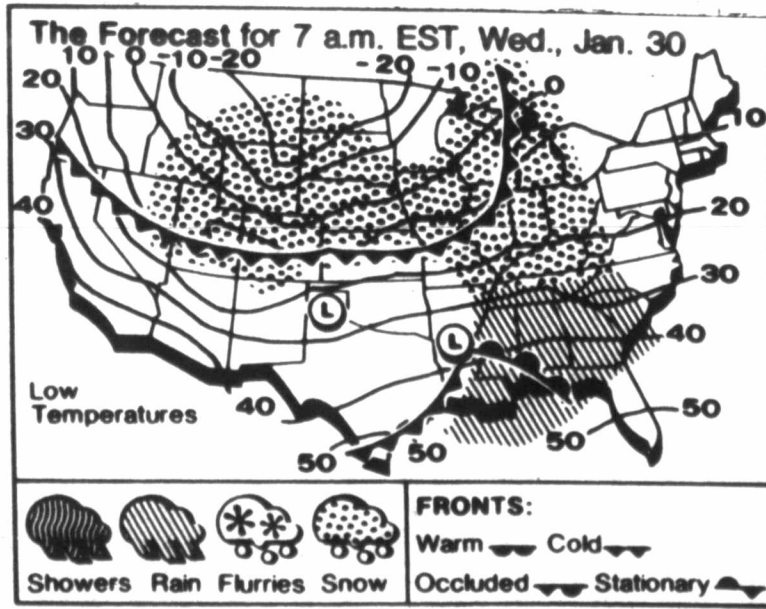 The Forecast for 7 a.m. EST, Wed., Jan. 30
10 0 -10 -20 -20 -10 0
20
10
30
40
20
30
L
L
40
Low
Temperatures
40
50
50
50
50
FRONTS:
Warm Cold
Showers Rain Flurries Snow
Occluded Stationary